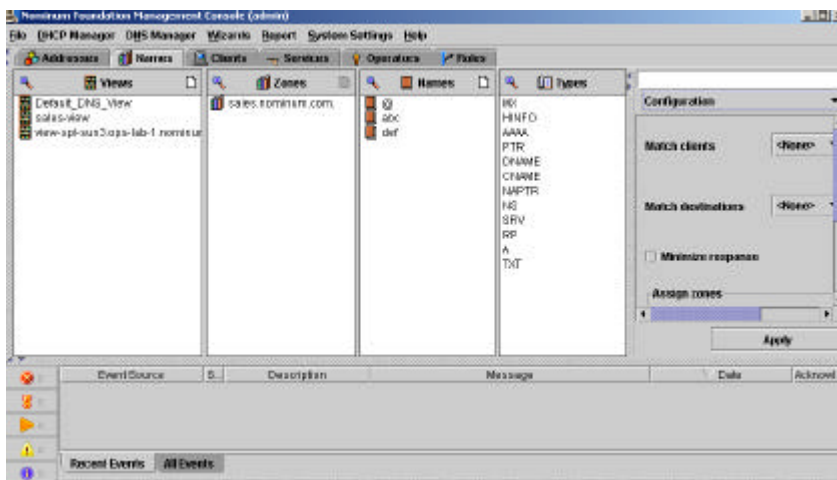 Nominum Foundation Management Console (admin)
File DHCP Manager DNS Manager Wizards Report System Settings Help
Addresses Names Clients Services Operators Roles
Views Zones Names Types
Default_DNS_View
sales-view
sales.nominum.com.
@
abc
def
MX
HINFO
AAAA
PTR
DNAME
CNAME
NAPTR
NS
SRV
RP
A
TXT
Configuration
Match clients <None>
Match destinations <None>
Minimize response
Assign zones
Apply
Event Source S... Description Message Date Acknowl
Recent Events All Events